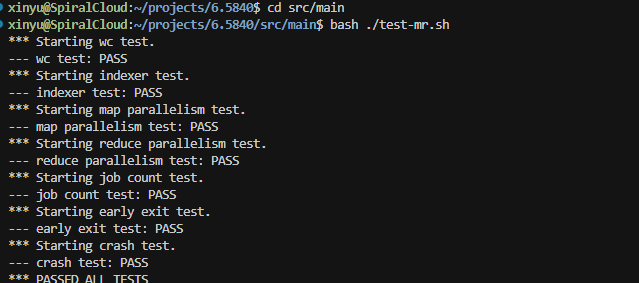 xinyu@SpiralCloud:~/projects/6.5840$ cd src/main
xinyu@SpiralCloud:~/projects/6.5840/src/main$ bash ./test-mr.sh
*** Starting wc test.
--- wc test: PASS
*** Starting indexer test.
--- indexer test: PASS
*** Starting map parallelism test.
--- map parallelism test: PASS
*** Starting reduce parallelism test.
--- reduce parallelism test: PASS
*** Starting job count test.
--- job count test: PASS
*** Starting early exit test.
--- early exit test: PASS
*** Starting crash test.
--- crash test: PASS
*** PASSED ALL TESTS